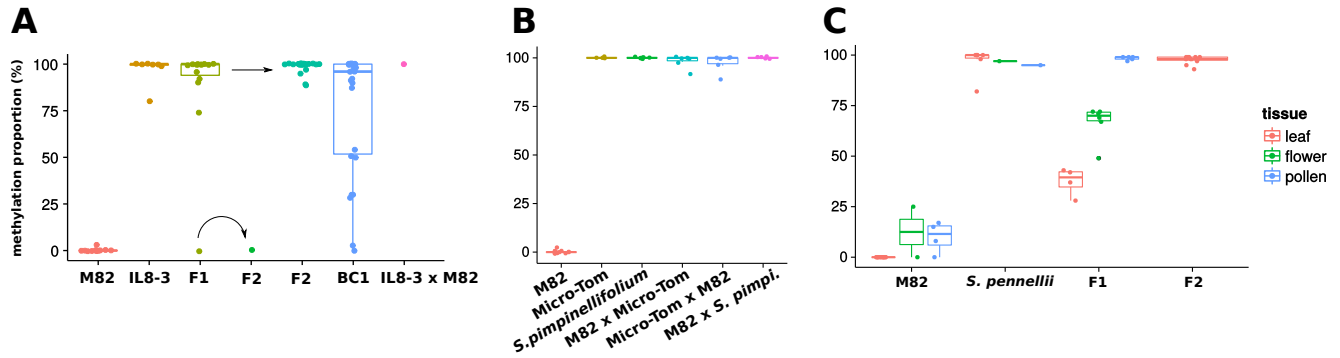 A
methylation proportion (%)
100
75
50
25
0
M82 IL8-3 F1 F2 F2 BC1 IL8-3 x M82
B
100
75
50
25
0
M82
Micro-Tom
S.pimpinellifolium
M82 x Micro-Tom
Micro-Tom x M82
M82 x S. pimpi.
C
100
75
50
25
0
M82 S. pennellii F1 F2
tissue
leaf
flower
pollen